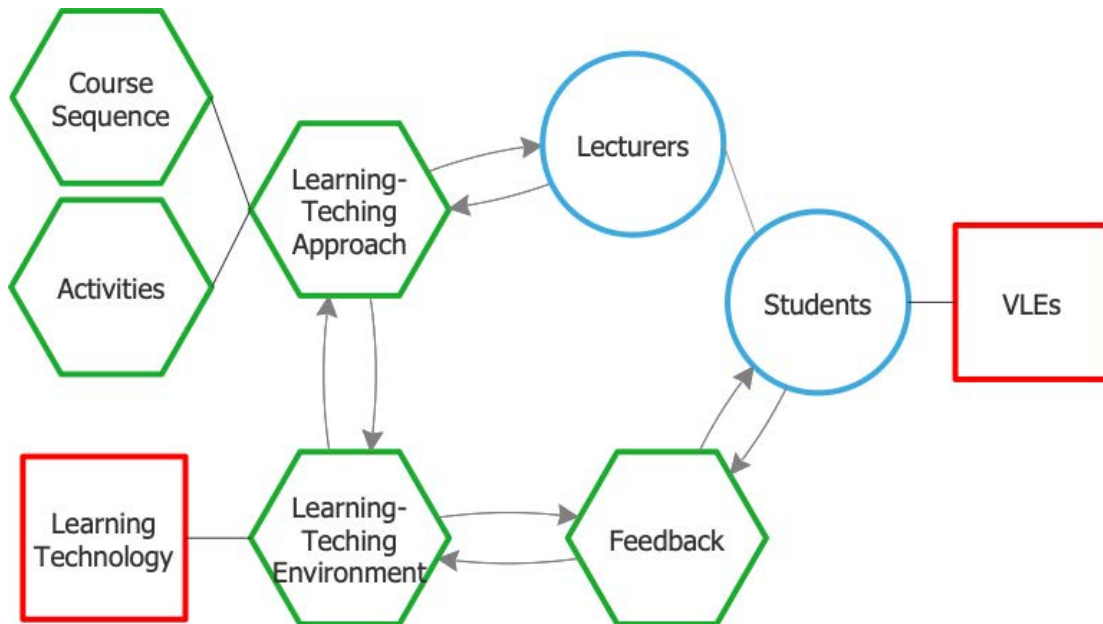 Course
Sequence
Activities
Learning-
Teching
Approach
Lecturers
Students
VLEs
Learning
Technology
Learning-
Teching
Environment
Feedback